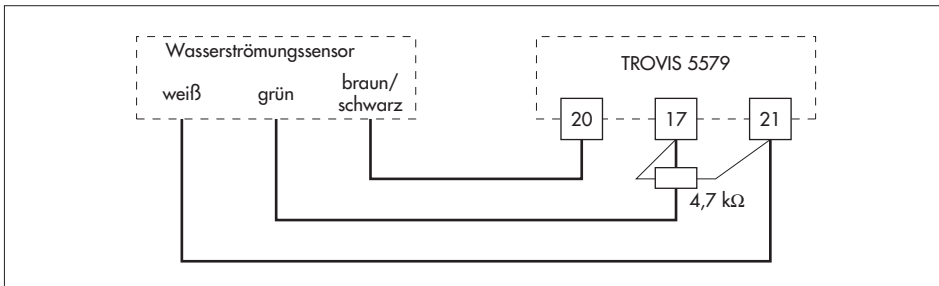 Wasserströmungssensor
weiß
grün
braun/
schwarz
TROVIS 5579
20
17
21
4,7 kΩ